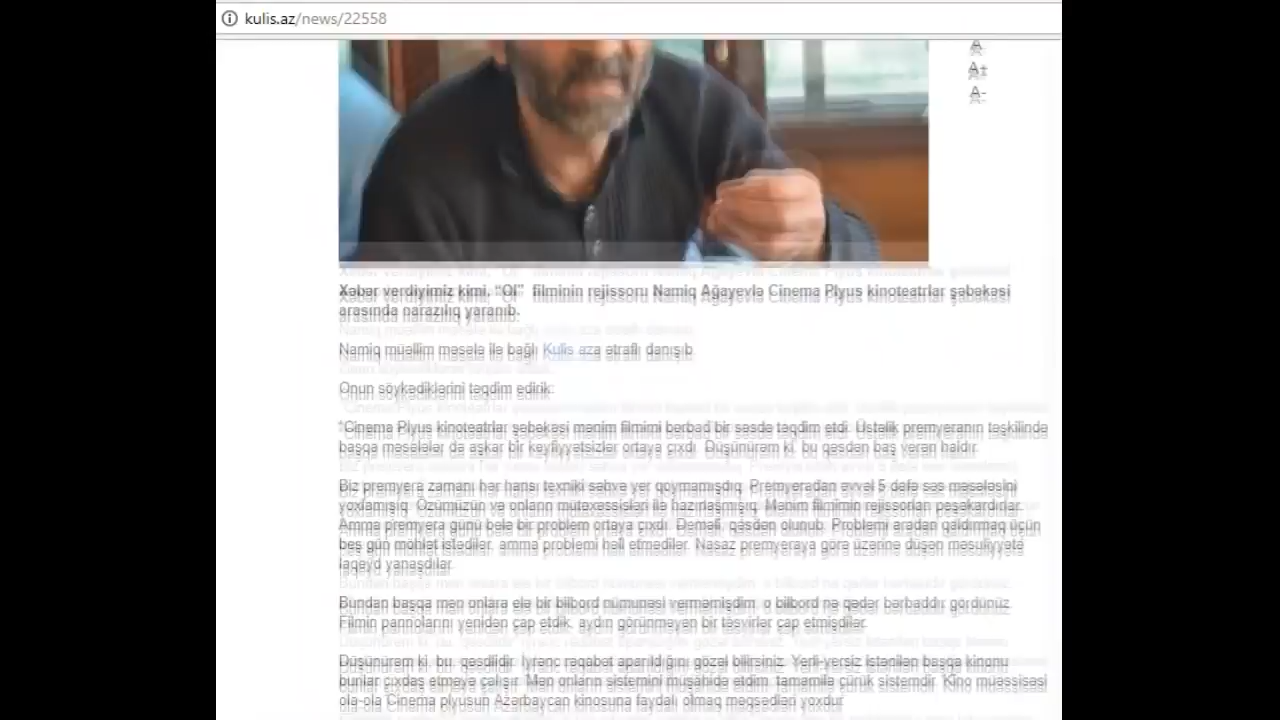 kulis.az/news/22558
A
A+
A-
Xəbər verdiyimiz kimi, “Ol” filminin rejissoru Namiq Ağayevlə Cinema Plyus kinoteatrlar şəbəkəsi
arasında narazılıq yaranıb.
Namiq müəllim məsələ ilə bağlı Kulis.aza ətraflı danışıb.
Onun söykədiklərini təqdim edirik:
“Cinema Plyus kinoteatrlar şəbəkəsi mənim filmimi bərbad bir səsdə təqdim etdi. Üstəlik premyeranın təşkilində
başqa məsələlər də aşkar bir keyfiyyətsizlər ortaya çıxdı. Düşünürəm ki, bu qəsdən baş verən haldır.
Biz premyera zamanı hər hansı texniki səhvə yer qoymamışdıq. Premyeradan əvvəl 5 dəfə səs məsələsini
yoxlamışıq. Özümüzün və onların mütəxəssisləri ilə hazırlaşmışıq. Mənim filmimin rejissorları peşəkardırlar.
Amma premyera günü belə bir problem ortaya çıxdı. Deməli, qəsdən olunub. Problemi aradan qaldırmaq üçün
beş gün möhlət istədilər, amma problemi həll etmədilər. Nasaz premyeraya görə üzərinə düşən məsuliyyətə
laqeyd yanaşdılar.
Bundan başqa mən onlara elə bir bilbord nümunəsi verməmişdim, o bilbord nə qədər bərbaddır gördünüz.
Filmin pannolarını yenidən çap etdik, aydın görünməyən bir təsvirlər çap etmişdilər.
Düşünürəm ki, bu, qəsdlidir. İyrənc rəqabət aparıldığını gözəl bilirsiniz. Yerli-yersiz istənilən başqa kinonu
bunlar çıxdaş etməyə çalışır. Mən onların sistemini müşahidə etdim, tamamilə çürük sistemdir. Kino müəssisəsi
ola-ola Cinema plyusun Azərbaycan kinosuna faydalı olmaq məqsədləri yoxdur.